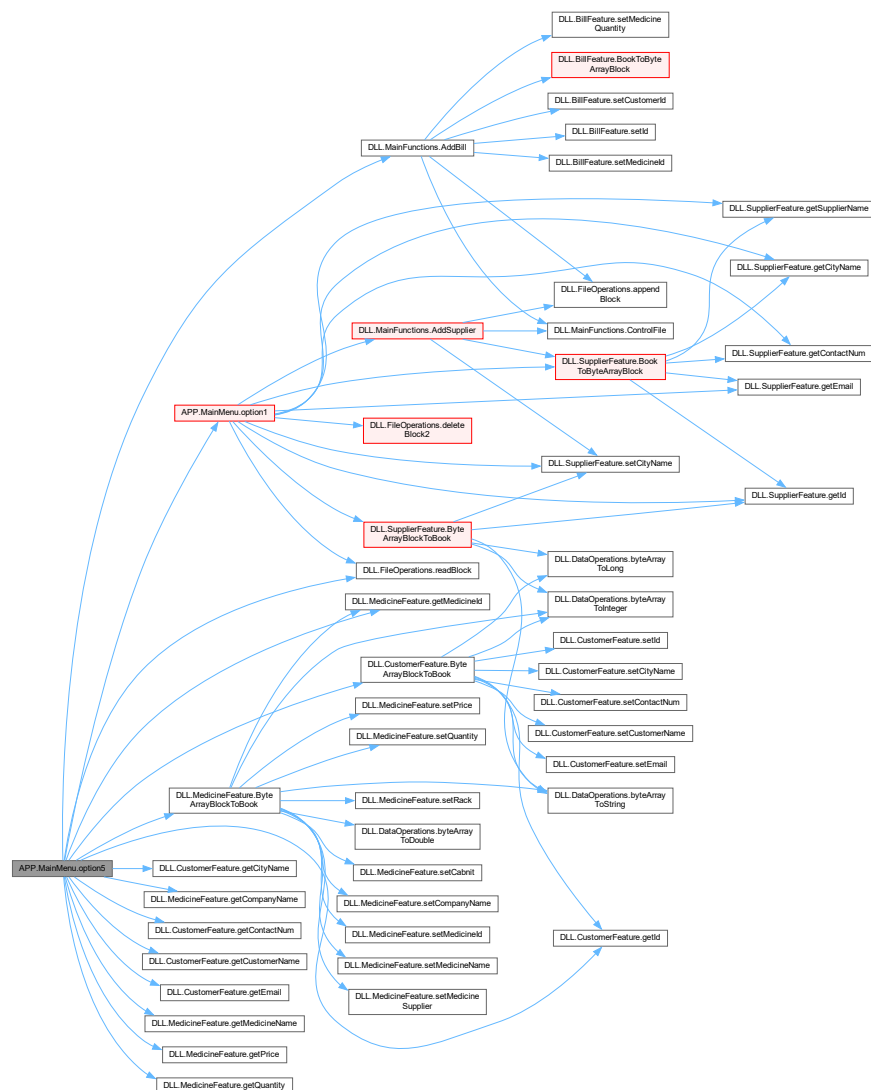 DLL.BillFeature.setMedicine
Quantity
DLL.BillFeature.BookToByte
ArrayBlock
DLL.BillFeature.setCustomerId
DLL.BillFeature.setId
DLL.MainFunctions.AddBill
DLL.BillFeature.setMedicineId
DLL.SupplierFeature.getSupplierName
DLL.SupplierFeature.getCityName
DLL.FileOperations.append
Block
DLL.MainFunctions.AddSupplier
DLL.MainFunctions.ControlFile
DLL.SupplierFeature.Book
ToByteArrayBlock
DLL.SupplierFeature.getContactNum
DLL.SupplierFeature.getEmail
APP.MainMenu.option1
DLL.FileOperations.delete
Block2
DLL.SupplierFeature.setCityName
DLL.SupplierFeature.getId
DLL.SupplierFeature.Byte
ArrayBlockToBook
DLL.FileOperations.readBlock
DLL.DataOperations.byteArray
ToLong
DLL.MedicineFeature.getMedicineId
DLL.DataOperations.byteArray
ToInteger
DLL.CustomerFeature.setId
DLL.CustomerFeature.Byte
ArrayBlockToBook
DLL.CustomerFeature.setCityName
DLL.CustomerFeature.setContactNum
DLL.MedicineFeature.setPrice
DLL.CustomerFeature.setCustomerName
DLL.MedicineFeature.setQuantity
DLL.CustomerFeature.setEmail
DLL.MedicineFeature.Byte
ArrayBlockToBook
DLL.MedicineFeature.setRack
DLL.DataOperations.byteArray
ToString
DLL.DataOperations.byteArray
ToDouble
APP.MainMenu.option5
DLL.CustomerFeature.getCityName
DLL.MedicineFeature.setCabnit
DLL.MedicineFeature.getCompanyName
DLL.MedicineFeature.setCompanyName
DLL.CustomerFeature.getContactNum
DLL.MedicineFeature.setMedicineId
DLL.CustomerFeature.getId
DLL.CustomerFeature.getCustomerName
DLL.MedicineFeature.setMedicineName
DLL.CustomerFeature.getEmail
DLL.MedicineFeature.setMedicine
Supplier
DLL.MedicineFeature.getMedicineName
DLL.MedicineFeature.getPrice
DLL.MedicineFeature.getQuantity